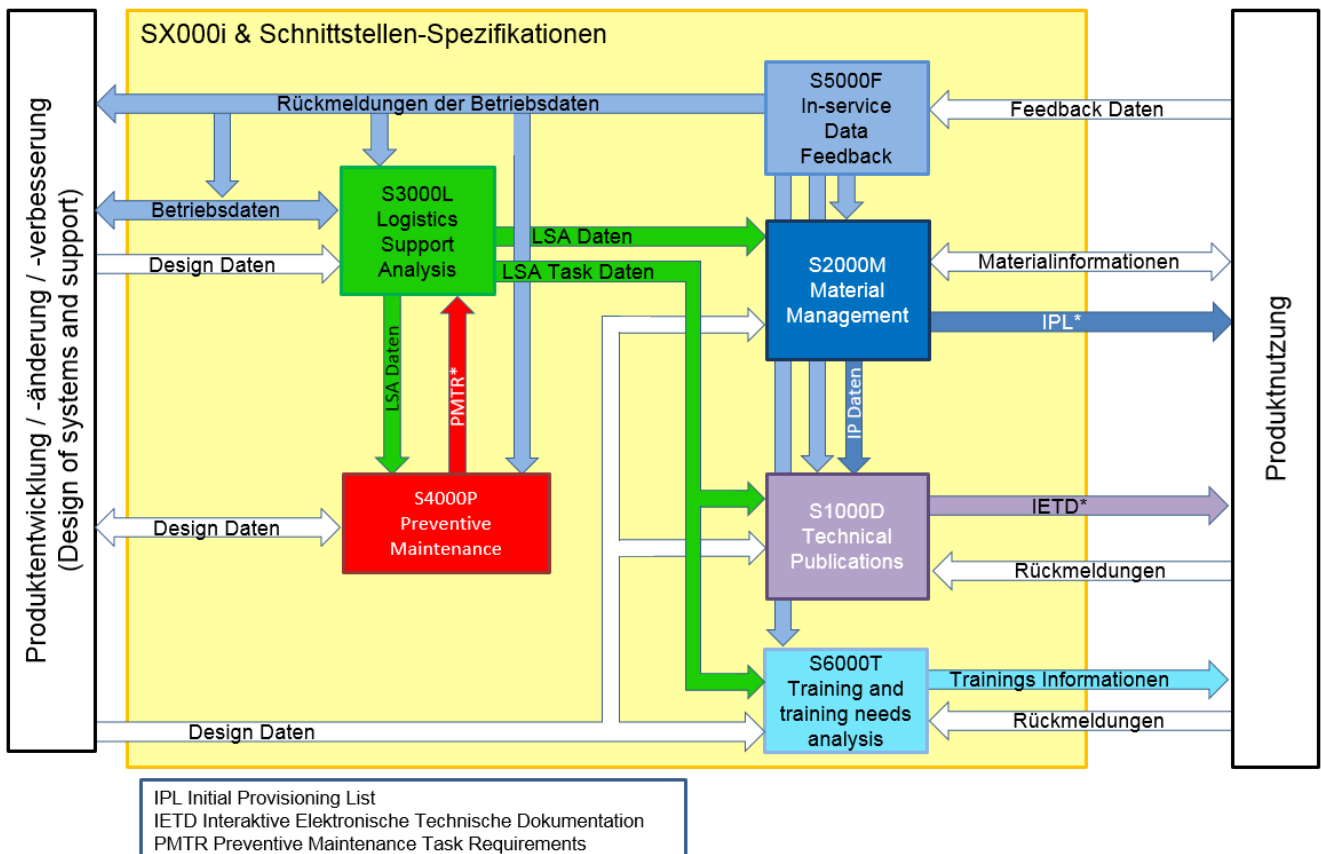 SX000i & Schnittstellen-Spezifikationen
Produktentwicklung / -änderung / -verbesserung
(Design of systems and support)
Rückmeldungen der Betriebsdaten
S5000F
In-service
Data
Feedback
Feedback Daten
Betriebsdaten
Design Daten
S3000L
Logistics
Support
Analysis
LSA Daten
LSA Task Daten
S2000M
Material
Management
Materialinformationen
IPL*
LSA Daten
PMTR*
IP Daten
Produktnutzung
Design Daten
S4000P
Preventive
Maintenance
S1000D
Technical
Publications
IETD*
Rückmeldungen
S6000T
Training and
training needs
analysis
Trainings Informationen
Rückmeldungen
Design Daten
IPL Initial Provisioning List
IETD Interaktive Elektronische Technische Dokumentation
PMTR Preventive Maintenance Task Requirements